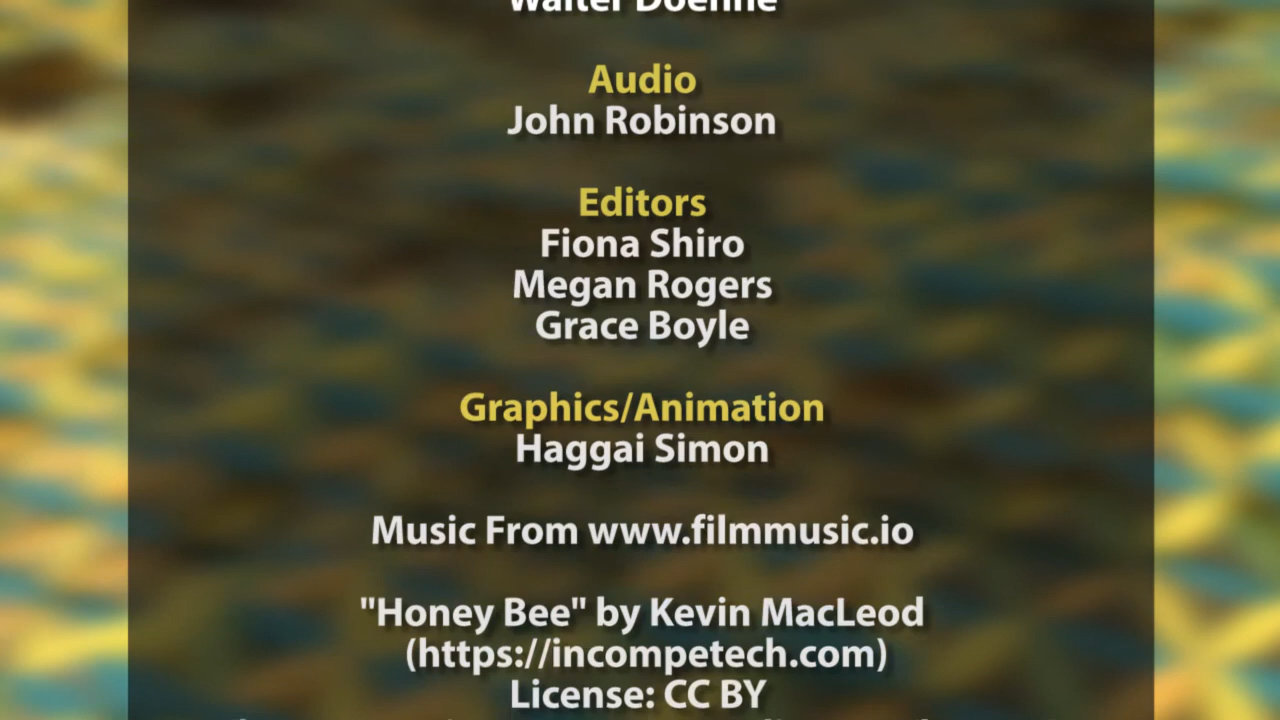 Walter
Audio
John Robinson
Editors
Fiona Shiro
Megan Rogers
Grace Boyle
Graphics/Animation
Haggai Simon
Music From www.filmmusic.io
"Honey Bee" by Kevin MacLeod
(https://incompetech.com)
License: CC BY